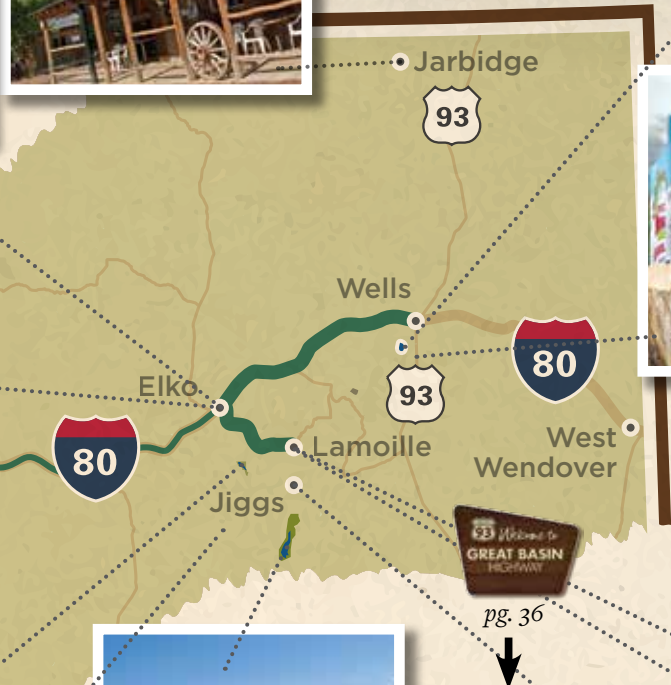 Jarbidge
93
Wells
80
Elko
93
80
Lamoille
West
Wendover
Jiggs
93 Welcome to
GREAT BASIN
HIGHWAY
pg. 36